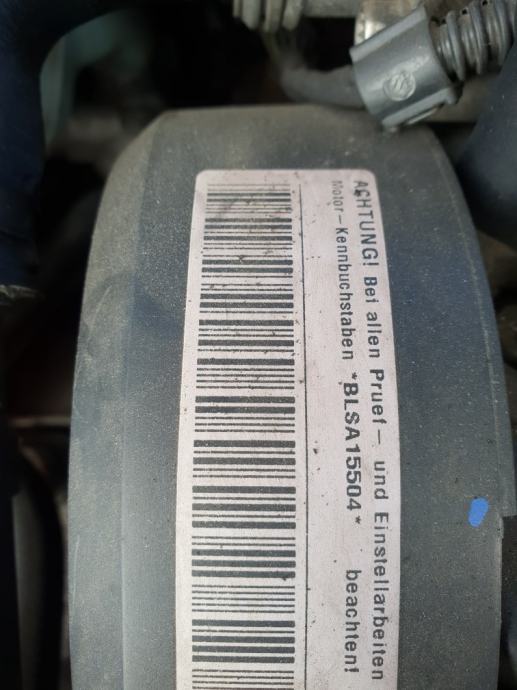 ACHTUNG! Bei allen Pruef- und Einstellarbeiten
Motor-Kennbuchstaben *BLSA15504* beachten!